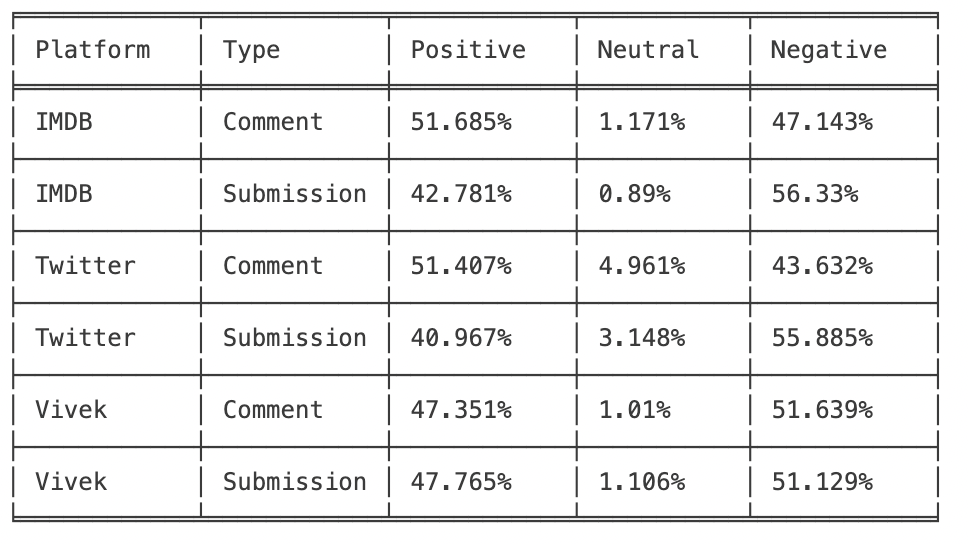 Platform Type Positive Neutral Negative
IMDB Comment 51.685% 1.171% 47.143%
IMDB Submission 42.781% 0.89% 56.33%
Twitter Comment 51.407% 4.961% 43.632%
Twitter Submission 40.967% 3.148% 55.885%
Vivek Comment 47.351% 1.01% 51.639%
Vivek Submission 47.765% 1.106% 51.129%